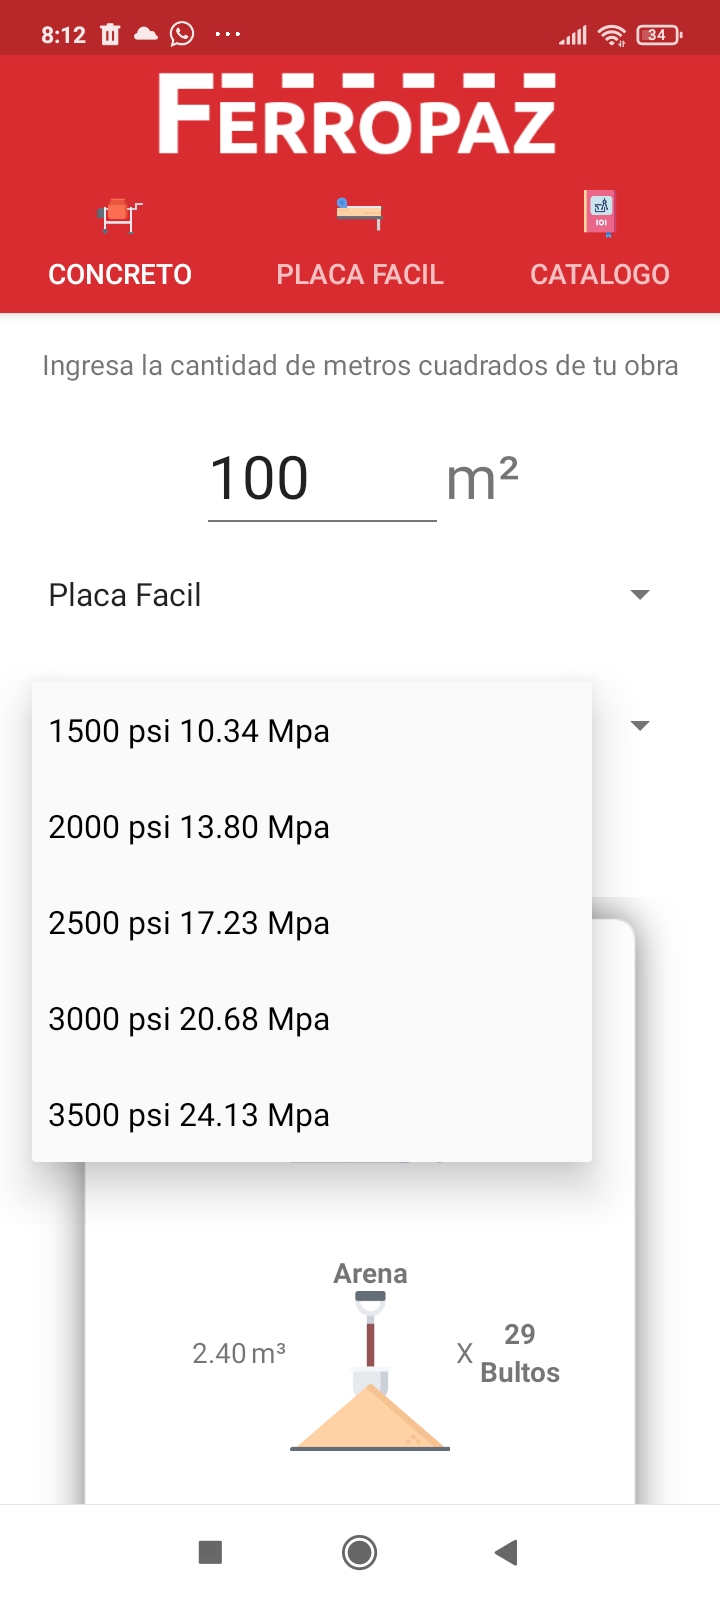 8:12
34
FERROPAZ
CONCRETO
PLACA FACIL
CATALOGO
Ingresa la cantidad de metros cuadrados de tu obra
100 m²
Placa Facil
1500 psi 10.34 Mpa
2000 psi 13.80 Mpa
2500 psi 17.23 Mpa
3000 psi 20.68 Mpa
3500 psi 24.13 Mpa
Arena
2.40 m³
X
29
Bultos